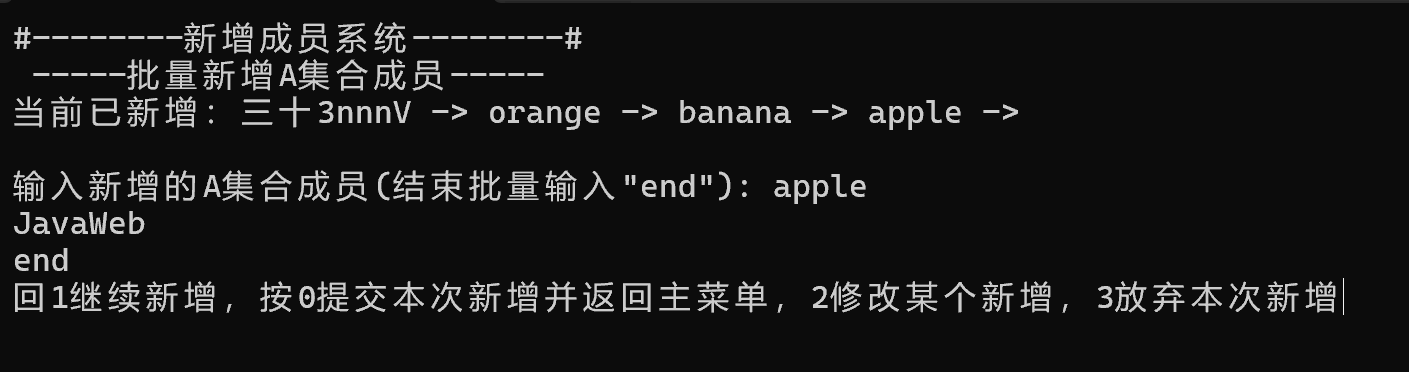 #--------新增成员系统--------#
-----批量新增A集合成员-----
当前已新增: 三十3nnnV -> orange -> banana -> apple ->
输入新增的A集合成员(结束批量输入"end"): apple
JavaWeb
end
回1继续新增, 按0提交本次新增并返回主菜单, 2修改某个新增, 3放弃本次新增